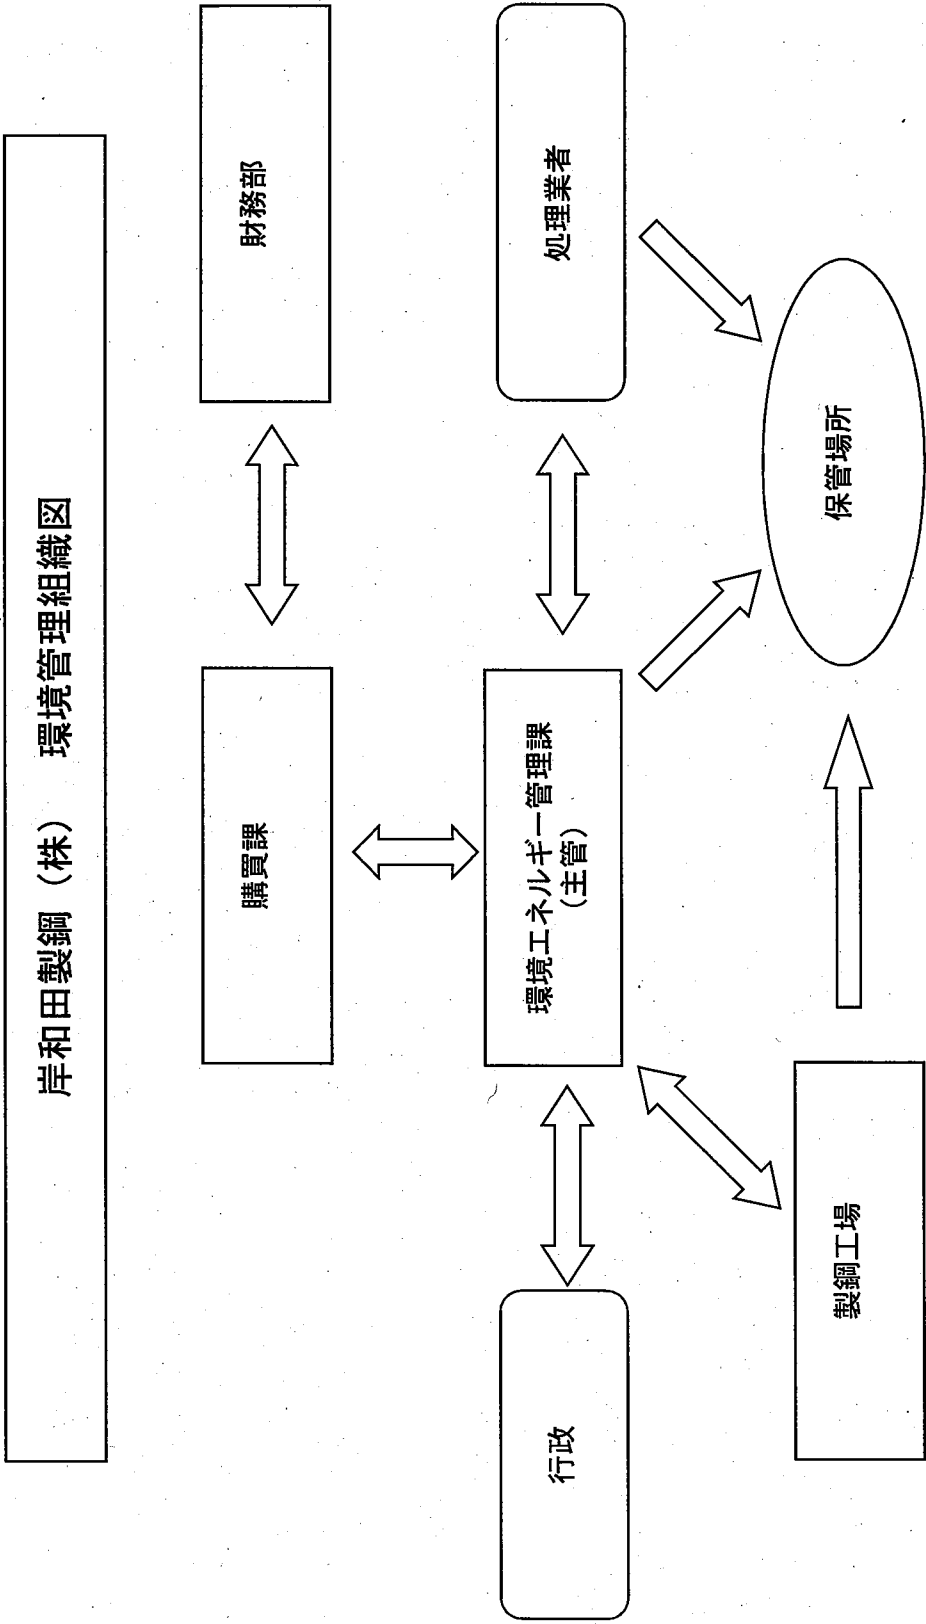 岸和田製鋼（株）　環境管理組織図
購買課
財務部
行政
環境エネルギー管理課
（主管）
処理業者
製鋼工場
保管場所